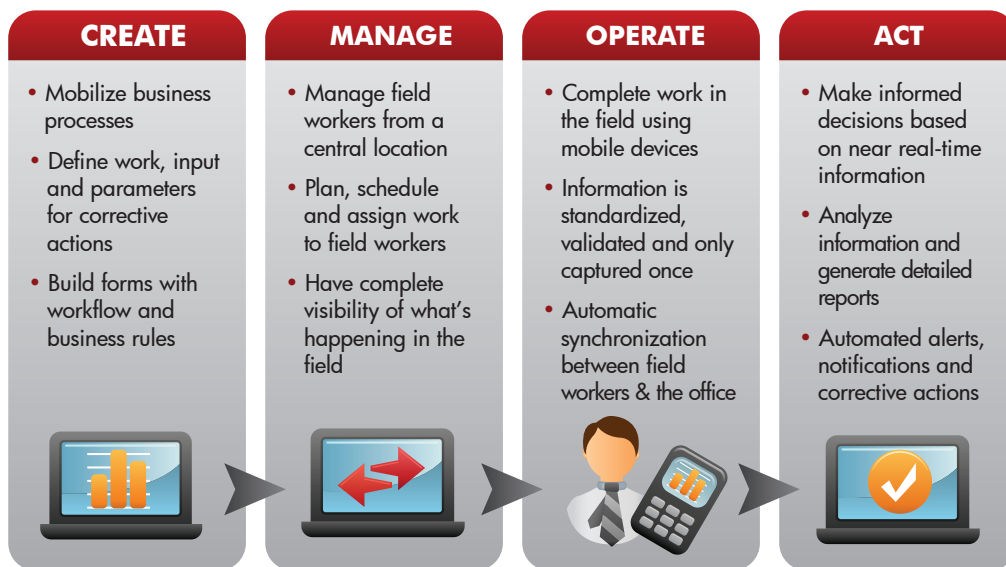 CREATE
• Mobilize business
processes
• Define work, input
and parameters
for corrective
actions
• Build forms with
workflow and
business rules
MANAGE
• Manage field
workers from a
central location
• Plan, schedule
and assign work
to field workers
• Have complete
visibility of what's
happening in the
field
OPERATE
• Complete work in
the field using
mobile devices
• Information is
standardized,
validated and only
captured once
• Automatic
synchronization
between field
workers & the office
ACT
• Make informed
decisions based
on near real-time
information
• Analyze
information and
generate detailed
reports
• Automated alerts,
notifications and
corrective actions